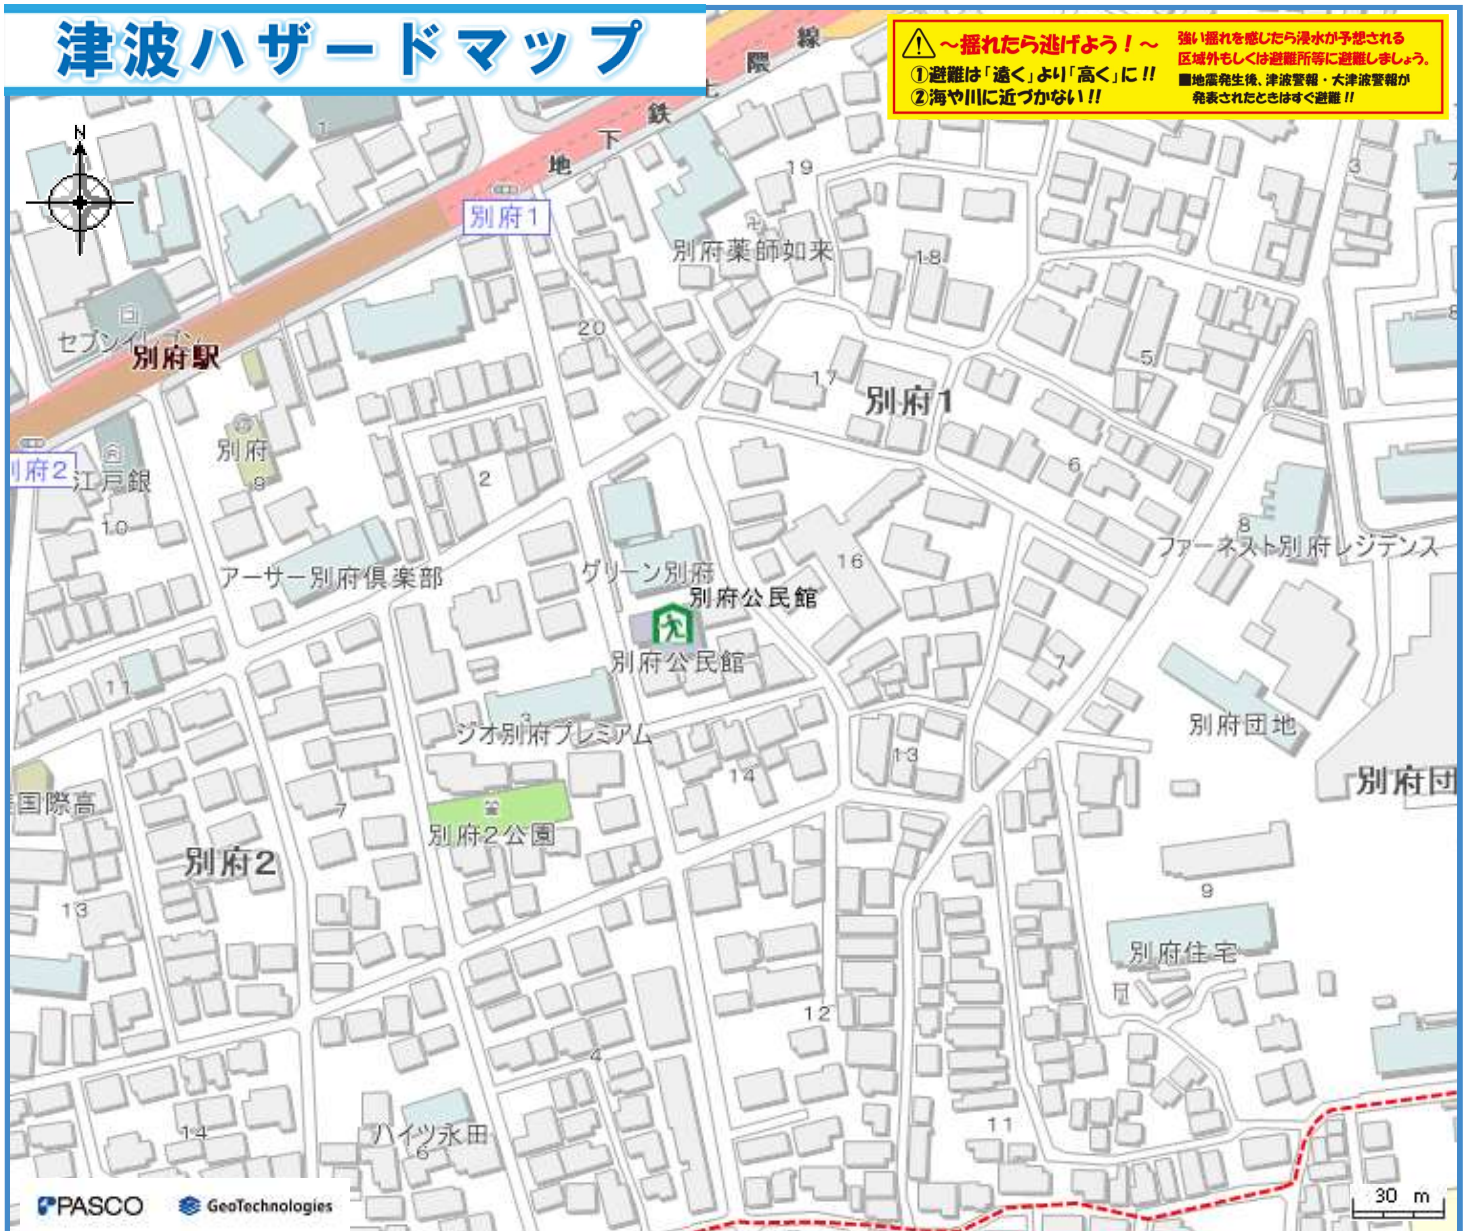 津波ハザードマップ
～揺れたら逃げよう！～
①避難は「遠く」より「高く」に!!
②海や川に近づかない!!
強い揺れを感じたら浸水が予想される
区域外もしくは避難所等に避難しましょう。
■地震発生後、津波警報・大津波警報が
発表されたときはすぐ避難!!
N
地下鉄七隈線
1
別府1
19
3
7
別府薬師如来
18
セブンイレブン
別府駅
20
8
5
17
別府1
別府
9
別府2
江戸銀
10
2
6
8
ファーネスト別府レジデンス
アーサー別府倶楽部
グリーン別府
16
別府公民館
別府公民館
7
11
3
ジオ別府プレミアム
別府団地
13
14
国際高
7
別府2公園
別府団
別府2
13
9
別府住宅
12
4
14
ハイツ永田
6
11
PASCO
GeoTechnologies
30 m